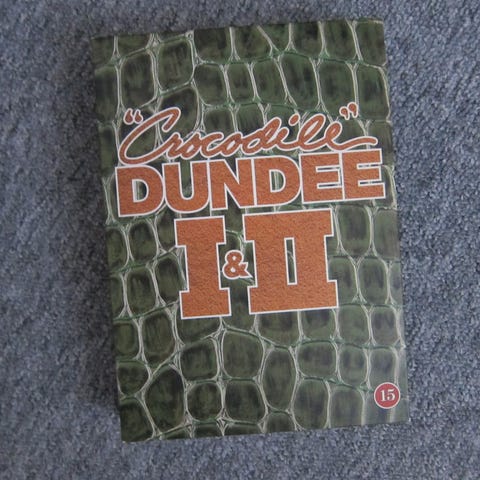 "Crocodile"
DUNDEE
I & II
15